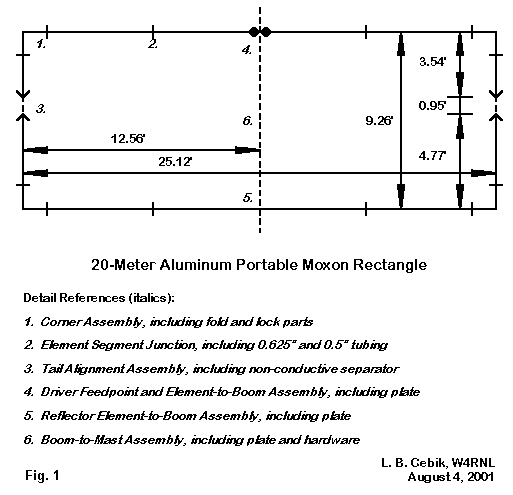 1.
2.
4.
3.54'
3.
0.95'
12.56'
6.
9.26'
25.12'
4.77'
5.
20-Meter Aluminum Portable Moxon Rectangle
Detail References (italics):
1. Corner Assembly, including fold and lock parts
2. Element Segment Junction, including 0.625" and 0.5" tubing
3. Tail Alignment Assembly, including non-conductive separator
4. Driver Feedpoint and Element-to-Boom Assembly, including plate
5. Reflector Element-to-Boom Assembly, including plate
6. Boom-to-Mast Assembly, including plate and hardware
L. B. Cebik, W4RNL
Fig. 1
August 4, 2001